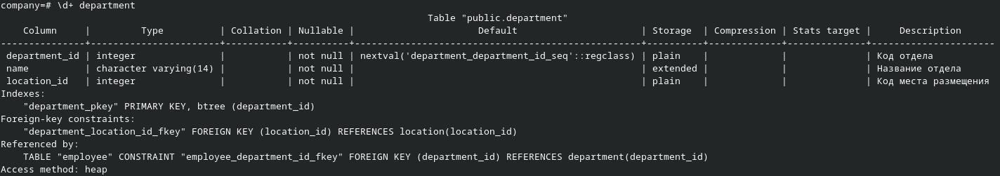 company=# \d+ department
                                                                            Table "public.department"
    Column     |         Type          | Collation | Nullable |                      Default                      | Storage  | Compression | Stats target |     Description      
---------------+-----------------------+-----------+----------+---------------------------------------------------+----------+-------------+--------------+----------------------
 department_id | integer               |           | not null | nextval('department_department_id_seq'::regclass) | plain    |             |              | Код отдела
 name          | character varying(14) |           | not null |                                                   | extended |             |              | Название отдела
 location_id   | integer               |           | not null |                                                   | plain    |             |              | Код места размещения
Indexes:
    "department_pkey" PRIMARY KEY, btree (department_id)
Foreign-key constraints:
    "department_location_id_fkey" FOREIGN KEY (location_id) REFERENCES location(location_id)
Referenced by:
    TABLE "employee" CONSTRAINT "employee_department_id_fkey" FOREIGN KEY (department_id) REFERENCES department(department_id)
Access method: heap